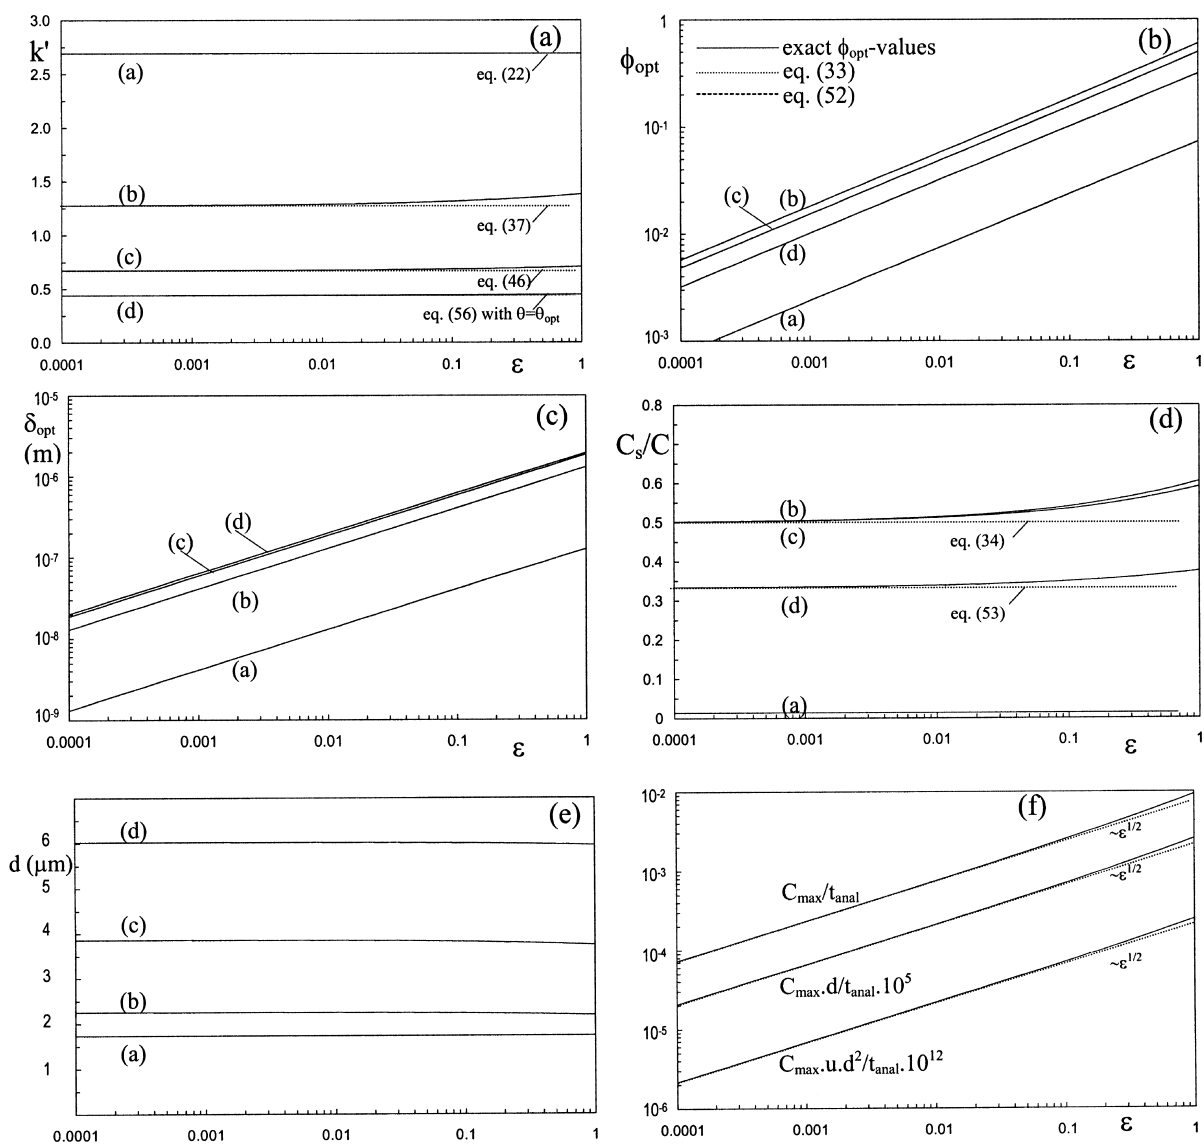 3.0
(a)
k'
2.5
(a)
eq. (22)
2.0
1.5
(b)
eq. (37)
1.0
(c)
eq. (46)
0.5
(d)
eq. (56) with θ=θopt
0.0
0.0001
0.001
0.01
0.1
ε
1
1
(b)
ϕopt
exact ϕopt-values
eq. (33)
eq. (52)
10-1
(c)
(b)
10-2
(d)
(a)
10-3
0.0001
0.001
0.01
0.1
ε
1
10-5
(c)
δopt
(m)
10-6
(d)
(c)
10-7
(b)
10-8
(a)
10-9
0.0001
0.001
0.01
0.1
ε
1
0.8
(d)
0.7
Cs/C
0.6
(b)
0.5
(c)
eq. (34)
0.4
0.3
(d)
eq. (53)
0.2
0.1
(a)
0
0.0001
0.001
0.01
0.1
ε
1
(e)
(d)
6
d (μm)
5
(c)
4
3
(b)
2
(a)
1
0.0001
0.001
0.01
0.1
ε
1
10-2
(f)
~ε1/2
10-3
~ε1/2
Cmax/tanal
10-4
~ε1/2
Cmax.d/tanal.105
10-5
Cmax.u.d2/tanal.1012
10-6
0.0001
0.001
0.01
0.1
ε
1